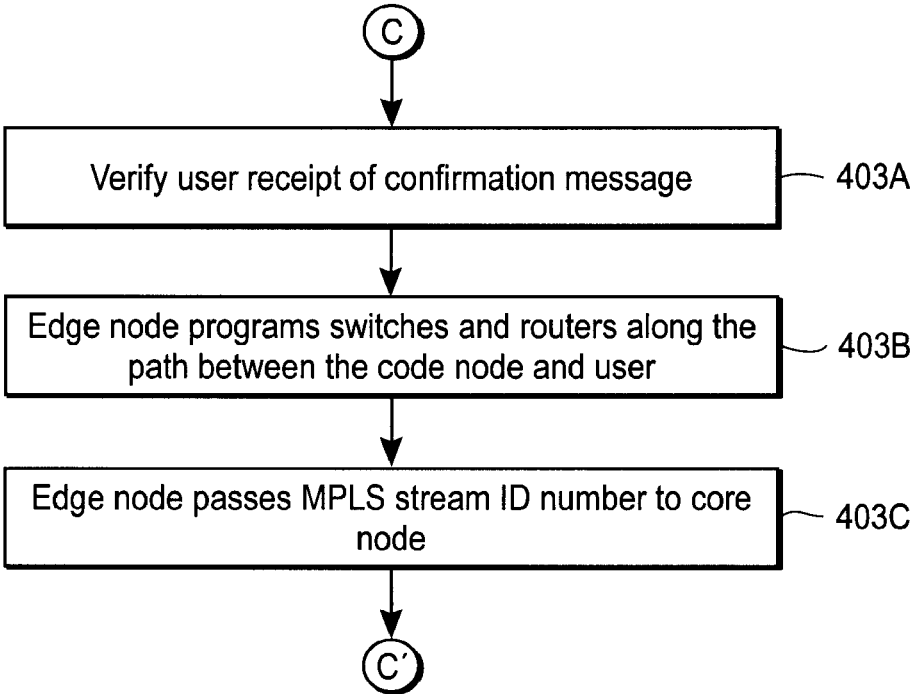 C
Verify user receipt of confirmation message
403A
Edge node programs switches and routers along the
path between the code node and user
403B
Edge node passes MPLS stream ID number to core
node
403C
C´